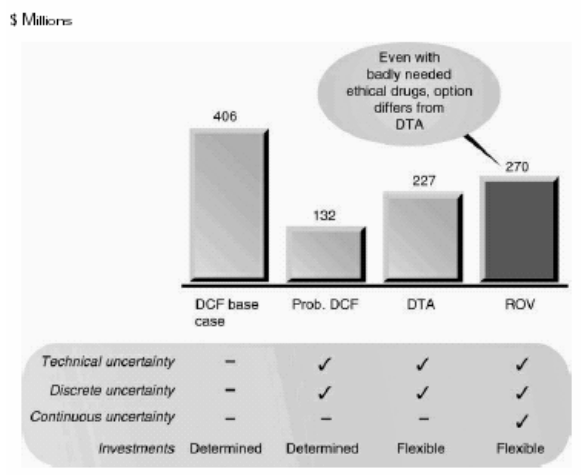 $ Millions
Even with
badly needed
ethical drugs, option
differs from
DTA
406
132
227
270
DCF base
case
Prob. DCF
DTA
ROV
Technical uncertainty – ✓ ✓ ✓
Discrete uncertainty – ✓ ✓ ✓
Continuous uncertainty – – – ✓
Investments Determined Determined Flexible Flexible